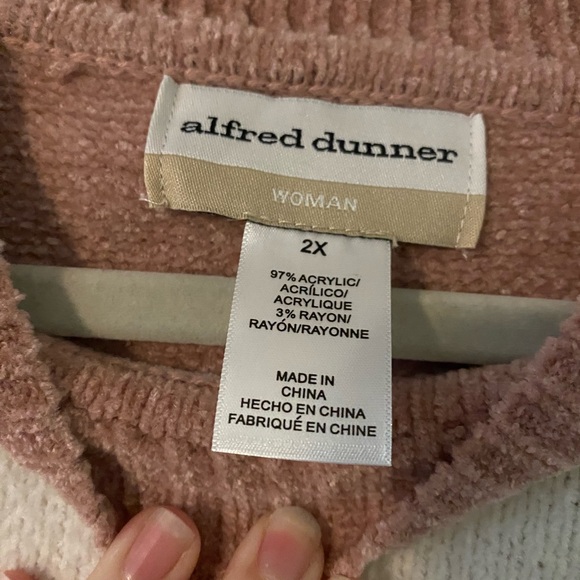 alfred dunner
WOMAN
2X
97% ACRYLIC/
ACRÍLICO/
ACRYLIQUE
3% RAYON/
RAYÓN/RAYONNE
MADE IN
CHINA
HECHO EN CHINA
FABRIQUÉ EN CHINE